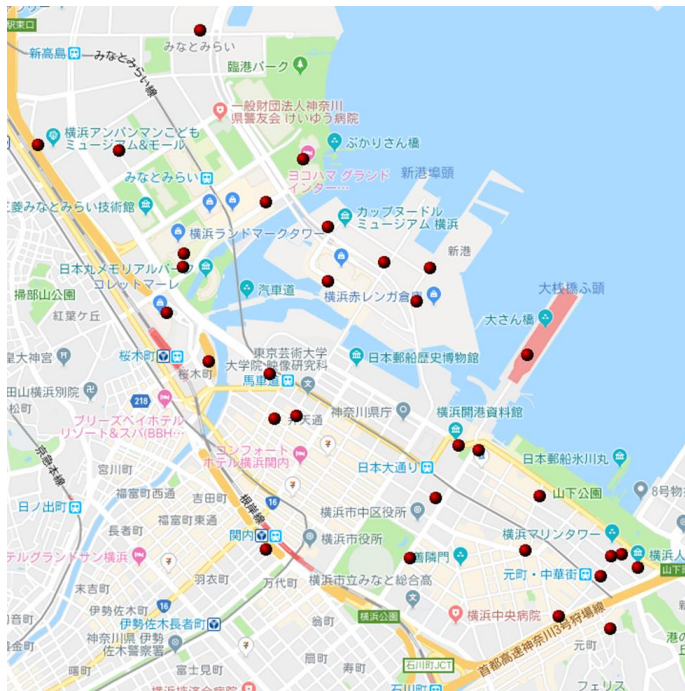 駅東口
みなとみらい
新高島
みなとみらい線
臨港パーク
一般財団法人神奈川
県警友会 けいゆう病院
横浜アンパンマンこども
ミュージアム&モール
ぷかりさん橋
みなとみらい
ヨコハマ グランド
インター…
新港埠頭
三菱みなとみらい技術館
カップヌードル
ミュージアム 横浜
横浜ランドマークタワー
新港
日本丸メモリアルパーク
コレットマーレ
掃部山公園
汽車道
横浜赤レンガ倉庫
大桟橋ふ頭
紅葉ケ丘
大さん橋
桜木町
東京芸術大学
大学院 映像研究科
日本郵船歴史博物館
皇大神宮
桜木町
馬車道
田山横浜別院
松町
218
ブリーズベイホテル
リゾート&スパ(BBH…
弁天通
神奈川県庁
横浜開港資料館
京急本線
コンフォート
ホテル横浜関内
宮川町
日本大通り
日本郵船氷川丸
福富町西通
吉田町
根岸線
16
山下公園
8号物
日ノ出町
長者町
福富町東通
横浜市中区役所
関内
横浜市役所
横浜マリンタワー
テルグランサン横浜
善隣門
横浜人
羽衣町
万代町
横浜市立みなと総合高
元町・中華街
山下
末吉町
伊勢佐木町
16
伊勢佐木長者町
翁町
横浜公園
横浜中央病院
首都高速神奈川3号狩場線
神奈川県 伊勢
佐木警察署
元町
港の
曙町
扇町
富士見町
寿町
石川町JCT
フェリス
石川町